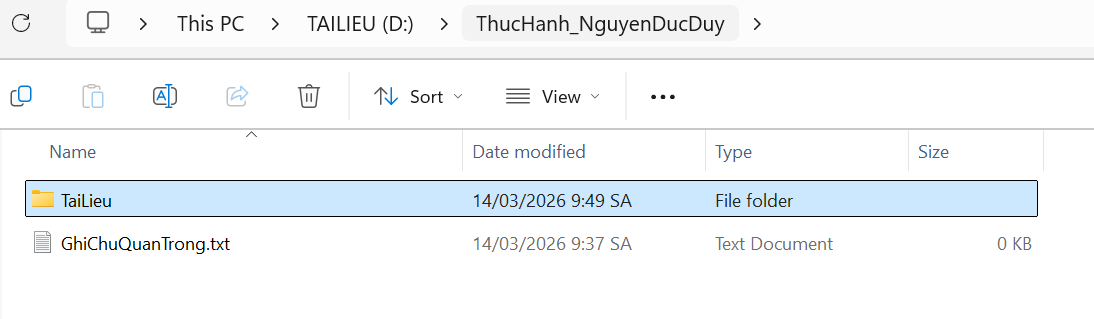 This PC > TAILIEU (D:) > ThucHanh_NguyenDucDuy >
Sort View
Name Date modified Type Size
TaiLieu 14/03/2026 9:49 SA File folder
GhiChuQuanTrong.txt 14/03/2026 9:37 SA Text Document 0 KB